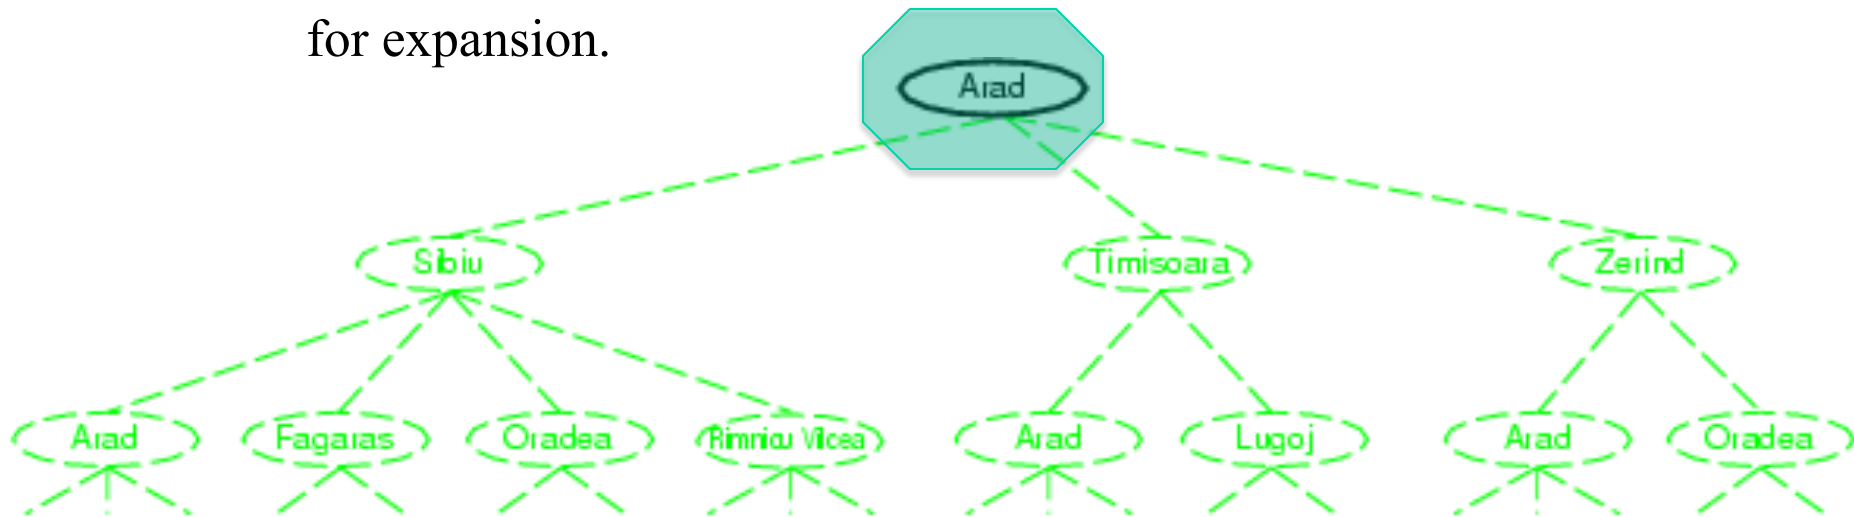 for expansion.
Arad
Sibiu Timisoara Zerind
Arad Fagaras Oradea Rimnicu Vilcea Arad Lugoj Arad Oradea